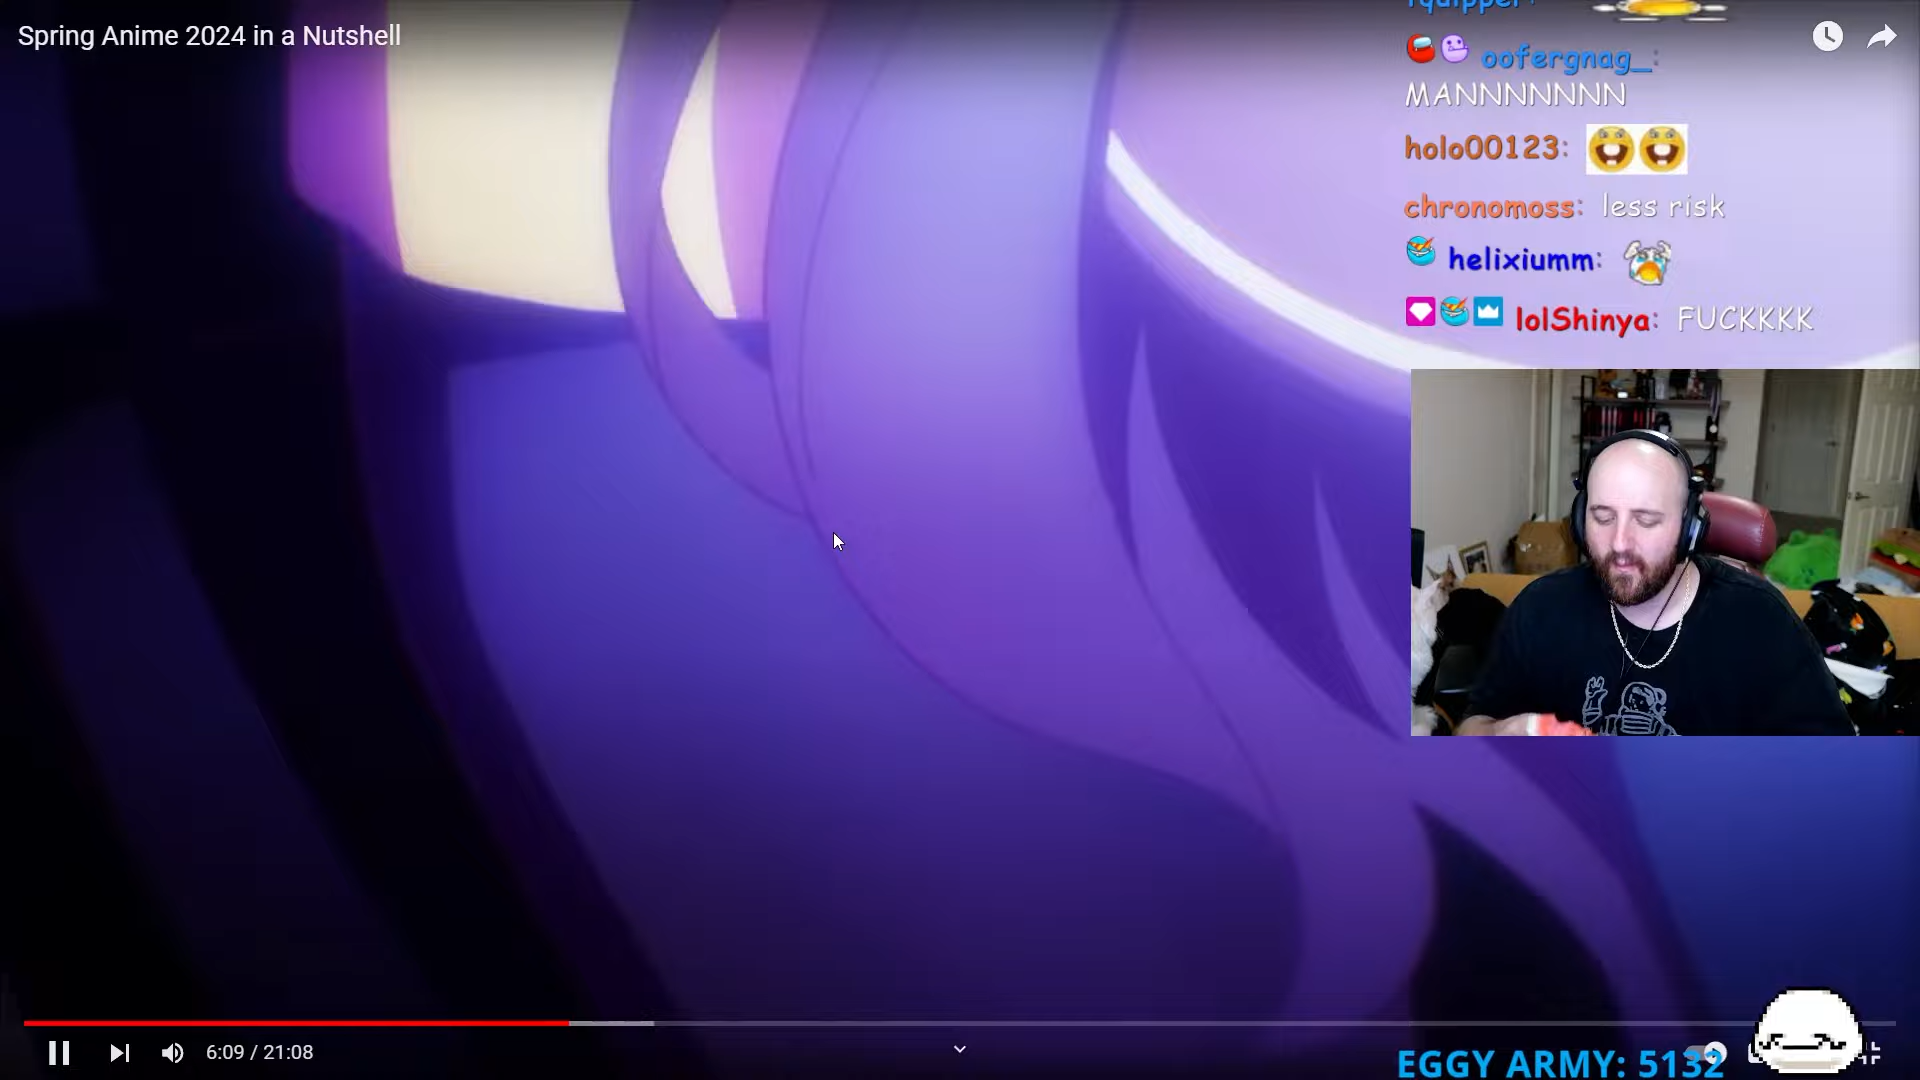 Spring Anime 2024 in a Nutshell
oofergnag_:
MANNNNNNN
holo00123:
chronomoss: less risk
helixiumm:
lolShinya: FUCKKKK
6:09 / 21:08
EGGY ARMY: 5132